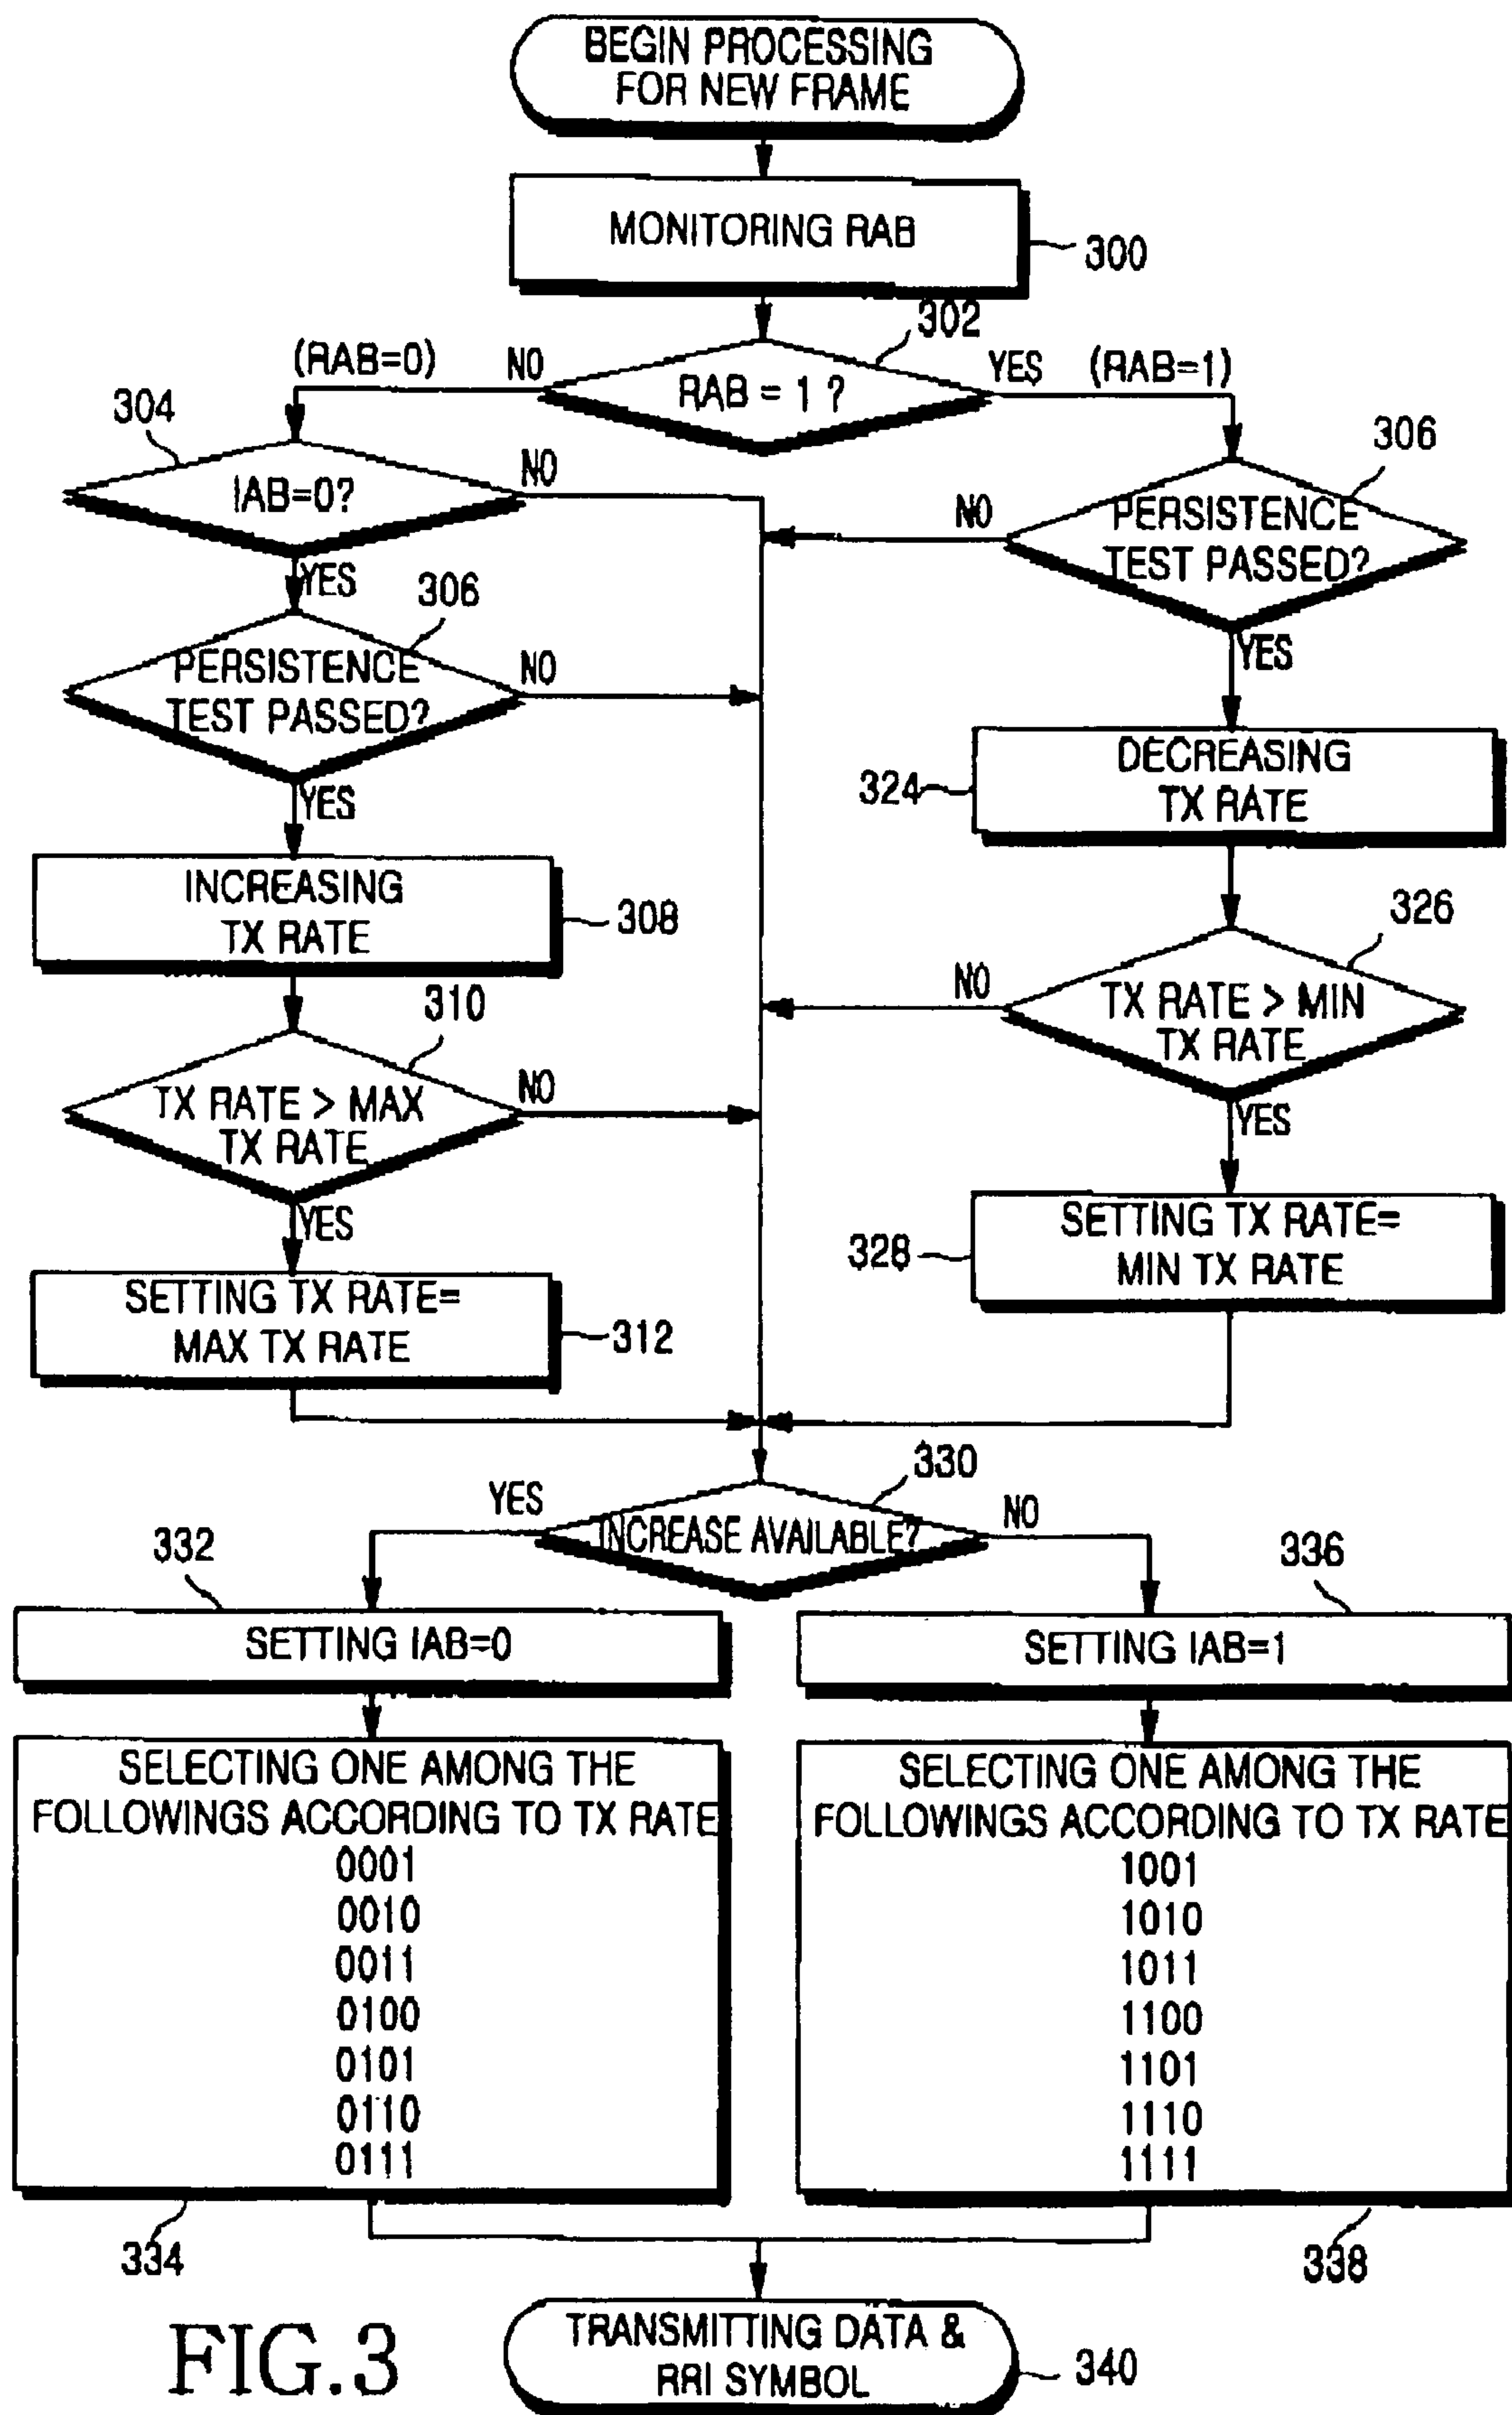 BEGIN PROCESSING
FOR NEW FRAME
MONITORING RAB
300
302
(RAB=0)
NO
RAB = 1 ?
YES
(RAB=1)
304
IAB=0?
NO
YES
306
PERSISTENCE
TEST PASSED?
NO
YES
306
PERSISTENCE
TEST PASSED?
NO
YES
INCREASING
TX RATE
308
DECREASING
TX RATE
324
310
TX RATE > MAX
TX RATE
NO
YES
326
TX RATE > MIN
TX RATE
NO
YES
SETTING TX RATE=
MAX TX RATE
312
SETTING TX RATE=
MIN TX RATE
328
330
YES
INCREASE AVAILABLE?
NO
332
SETTING IAB=0
336
SETTING IAB=1
SELECTING ONE AMONG THE
FOLLOWINGS ACCORDING TO TX RATE
0001
0010
0011
0100
0101
0110
0111
334
SELECTING ONE AMONG THE
FOLLOWINGS ACCORDING TO TX RATE
1001
1010
1011
1100
1101
1110
1111
338
TRANSMITTING DATA &
RRI SYMBOL
340
FIG.3